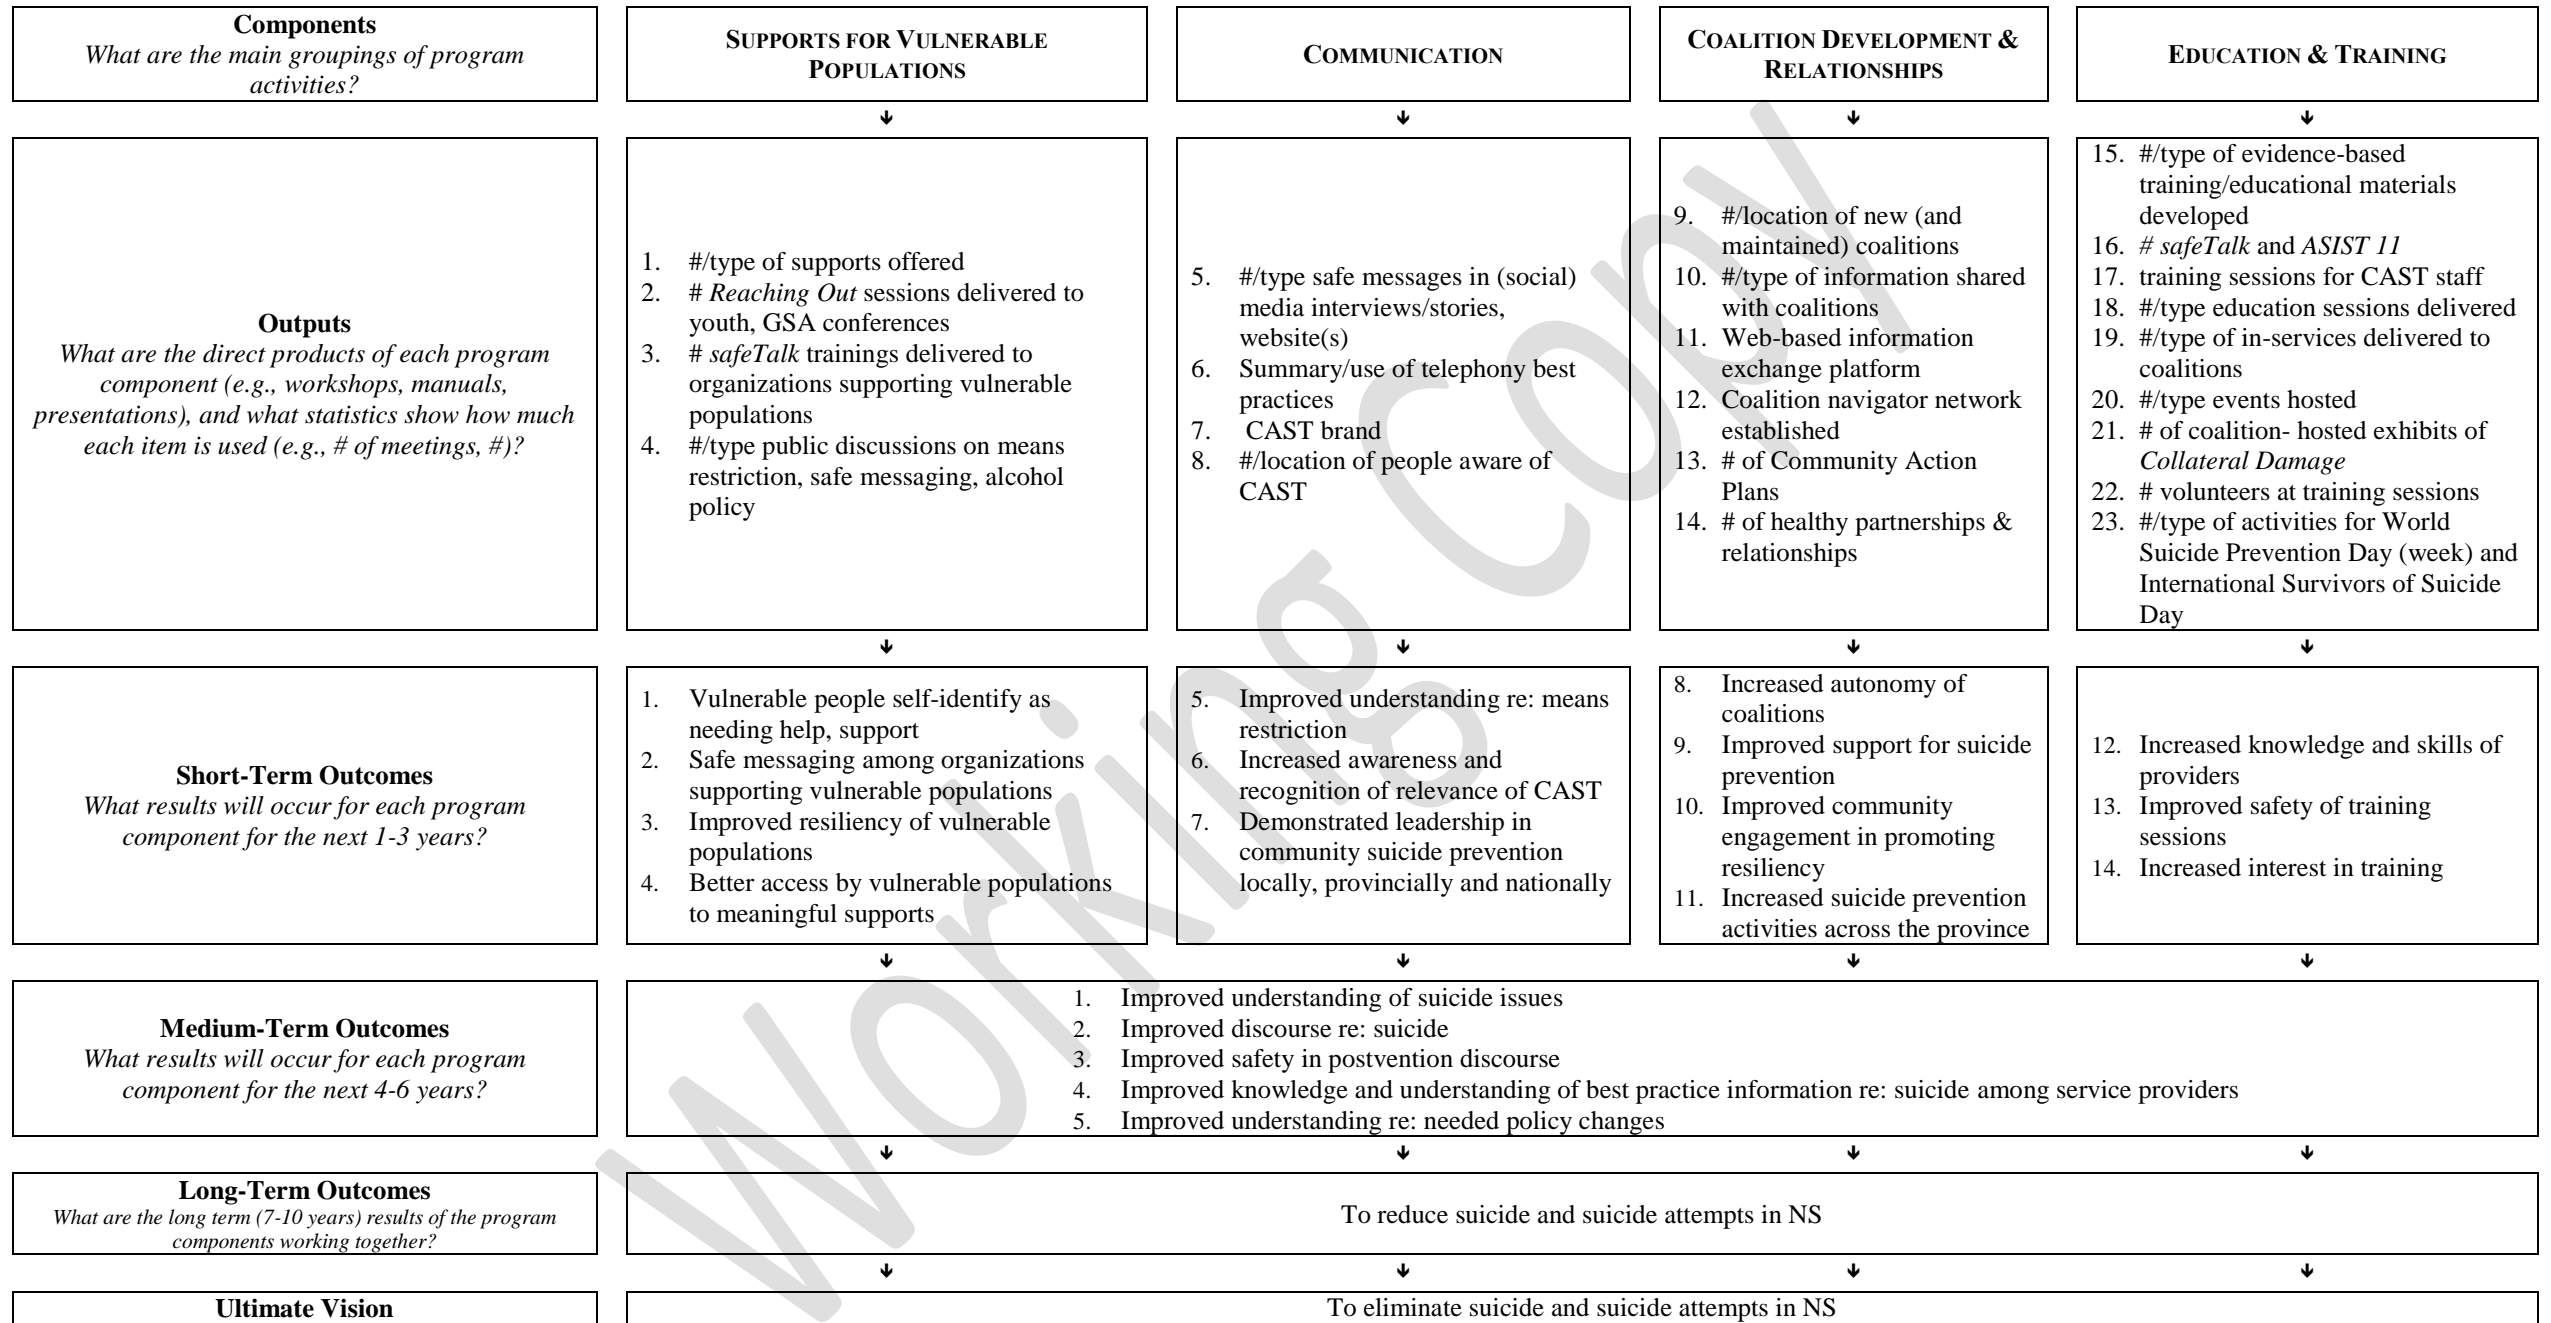 Components
What are the main groupings of program
activities?
SUPPORTS FOR VULNERABLE
POPULATIONS
COMMUNICATION
COALITION DEVELOPMENT &
RELATIONSHIPS
EDUCATION & TRAINING
Outputs
What are the direct products of each program
component (e.g., workshops, manuals,
presentations), and what statistics show how much
each item is used (e.g., # of meetings, #)?
1. #/type of supports offered
2. # Reaching Out sessions delivered to
youth, GSA conferences
3. # safeTalk trainings delivered to
organizations supporting vulnerable
populations
4. #/type public discussions on means
restriction, safe messaging, alcohol
policy
5. #/type safe messages in (social)
media interviews/stories,
website(s)
6. Summary/use of telephony best
practices
7. CAST brand
8. #/location of people aware of
CAST
9. #/location of new (and
maintained) coalitions
10. #/type of information shared
with coalitions
11. Web-based information
exchange platform
12. Coalition navigator network
established
13. # of Community Action
Plans
14. # of healthy partnerships &
relationships
15. #/type of evidence-based
training/educational materials
developed
16. # safeTalk and ASIST 11
17. training sessions for CAST staff
18. #/type education sessions delivered
19. #/type of in-services delivered to
coalitions
20. #/type events hosted
21. # of coalition- hosted exhibits of
Collateral Damage
22. # volunteers at training sessions
23. #/type of activities for World
Suicide Prevention Day (week) and
International Survivors of Suicide
Day
Short-Term Outcomes
What results will occur for each program
component for the next 1-3 years?
1. Vulnerable people self-identify as
needing help, support
2. Safe messaging among organizations
supporting vulnerable populations
3. Improved resiliency of vulnerable
populations
4. Better access by vulnerable populations
to meaningful supports
5. Improved understanding re: means
restriction
6. Increased awareness and
recognition of relevance of CAST
7. Demonstrated leadership in
community suicide prevention
locally, provincially and nationally
8. Increased autonomy of
coalitions
9. Improved support for suicide
prevention
10. Improved community
engagement in promoting
resiliency
11. Increased suicide prevention
activities across the province
12. Increased knowledge and skills of
providers
13. Improved safety of training
sessions
14. Increased interest in training
Medium-Term Outcomes
What results will occur for each program
component for the next 4-6 years?
1. Improved understanding of suicide issues
2. Improved discourse re: suicide
3. Improved safety in postvention discourse
4. Improved knowledge and understanding of best practice information re: suicide among service providers
5. Improved understanding re: needed policy changes
Long-Term Outcomes
What are the long term (7-10 years) results of the program
components working together?
To reduce suicide and suicide attempts in NS
Ultimate Vision
To eliminate suicide and suicide attempts in NS
Working Copy